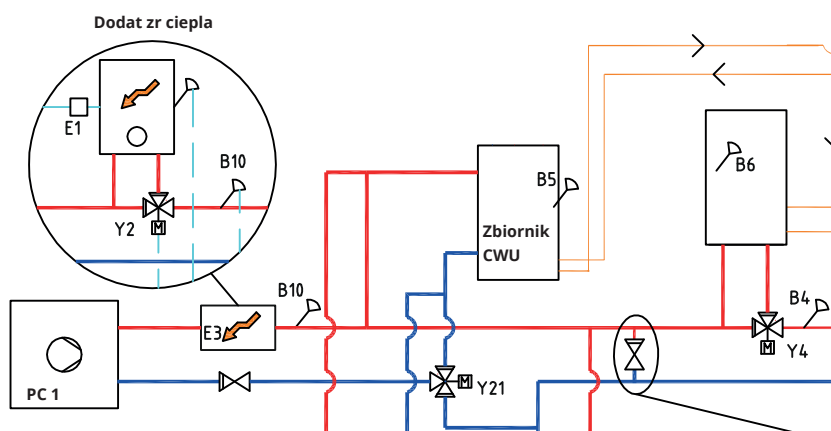 Dodat zr ciepla
E1
B10
Y2
M
B5
B6
Zbiornik
CWU
B10
E3
B4
M
Y4
PC 1
M
Y21